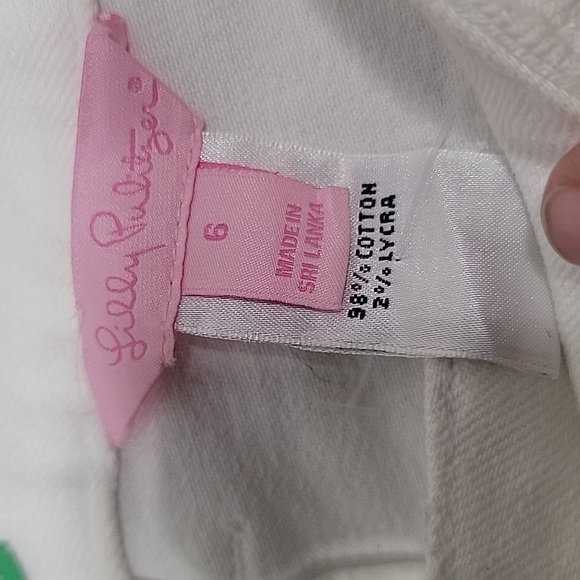 Lilly Pulitzer®
6
MADE IN
SRI LANKA
98% COTTON
2% LYCRA